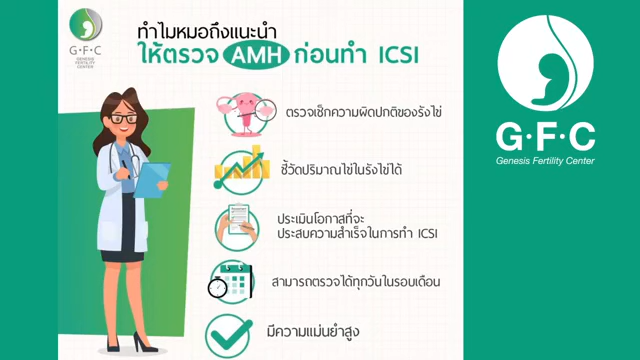 G·F·C
GENESIS
FERTILITY
CENTER
ทำไมหมอถึงแนะนำ
ให้ตรวจ AMH ก่อนทำ ICSI
ตรวจเช็กความผิดปกติของรังไข่
ชี้วัดปริมาณไข่ในรังไข่ได้
ประเมินโอกาสที่จะ
ประสบความสำเร็จในการทำ ICSI
สามารถตรวจได้ทุกวันในรอบเดือน
มีความแม่นยำสูง
G·F·C
Genesis Fertility Center